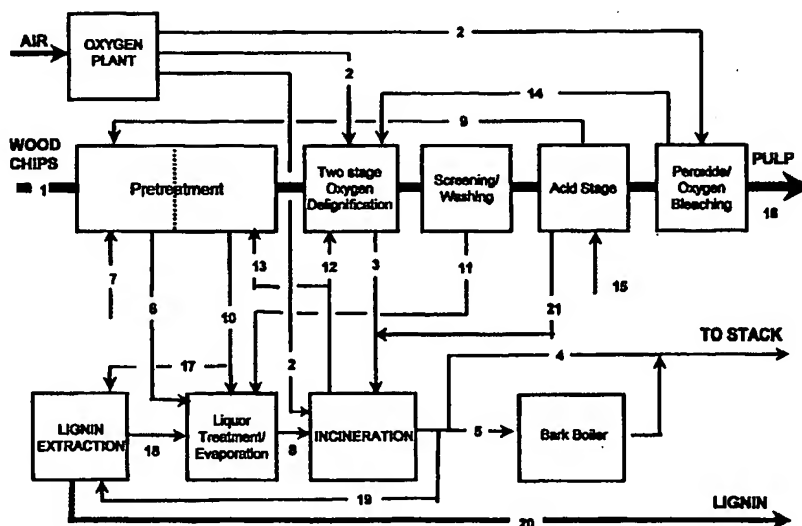 AIR
OXYGEN
PLANT
2
2
14
9
WOOD
CHIPS
1
Pretreatment
Two stage
Oxygen
Delignification
Screening/
Washing
Acid Stage
Peroxide/
Oxygen
Bleaching
PULP
16
7
6
10
13
12
3
11
21
15
17
2
TO STACK
4
LIGNIN
EXTRACTION
18
Liquor
Treatment/
Evaporation
8
INCINERATION
5
Bark Boiler
19
LIGNIN
20